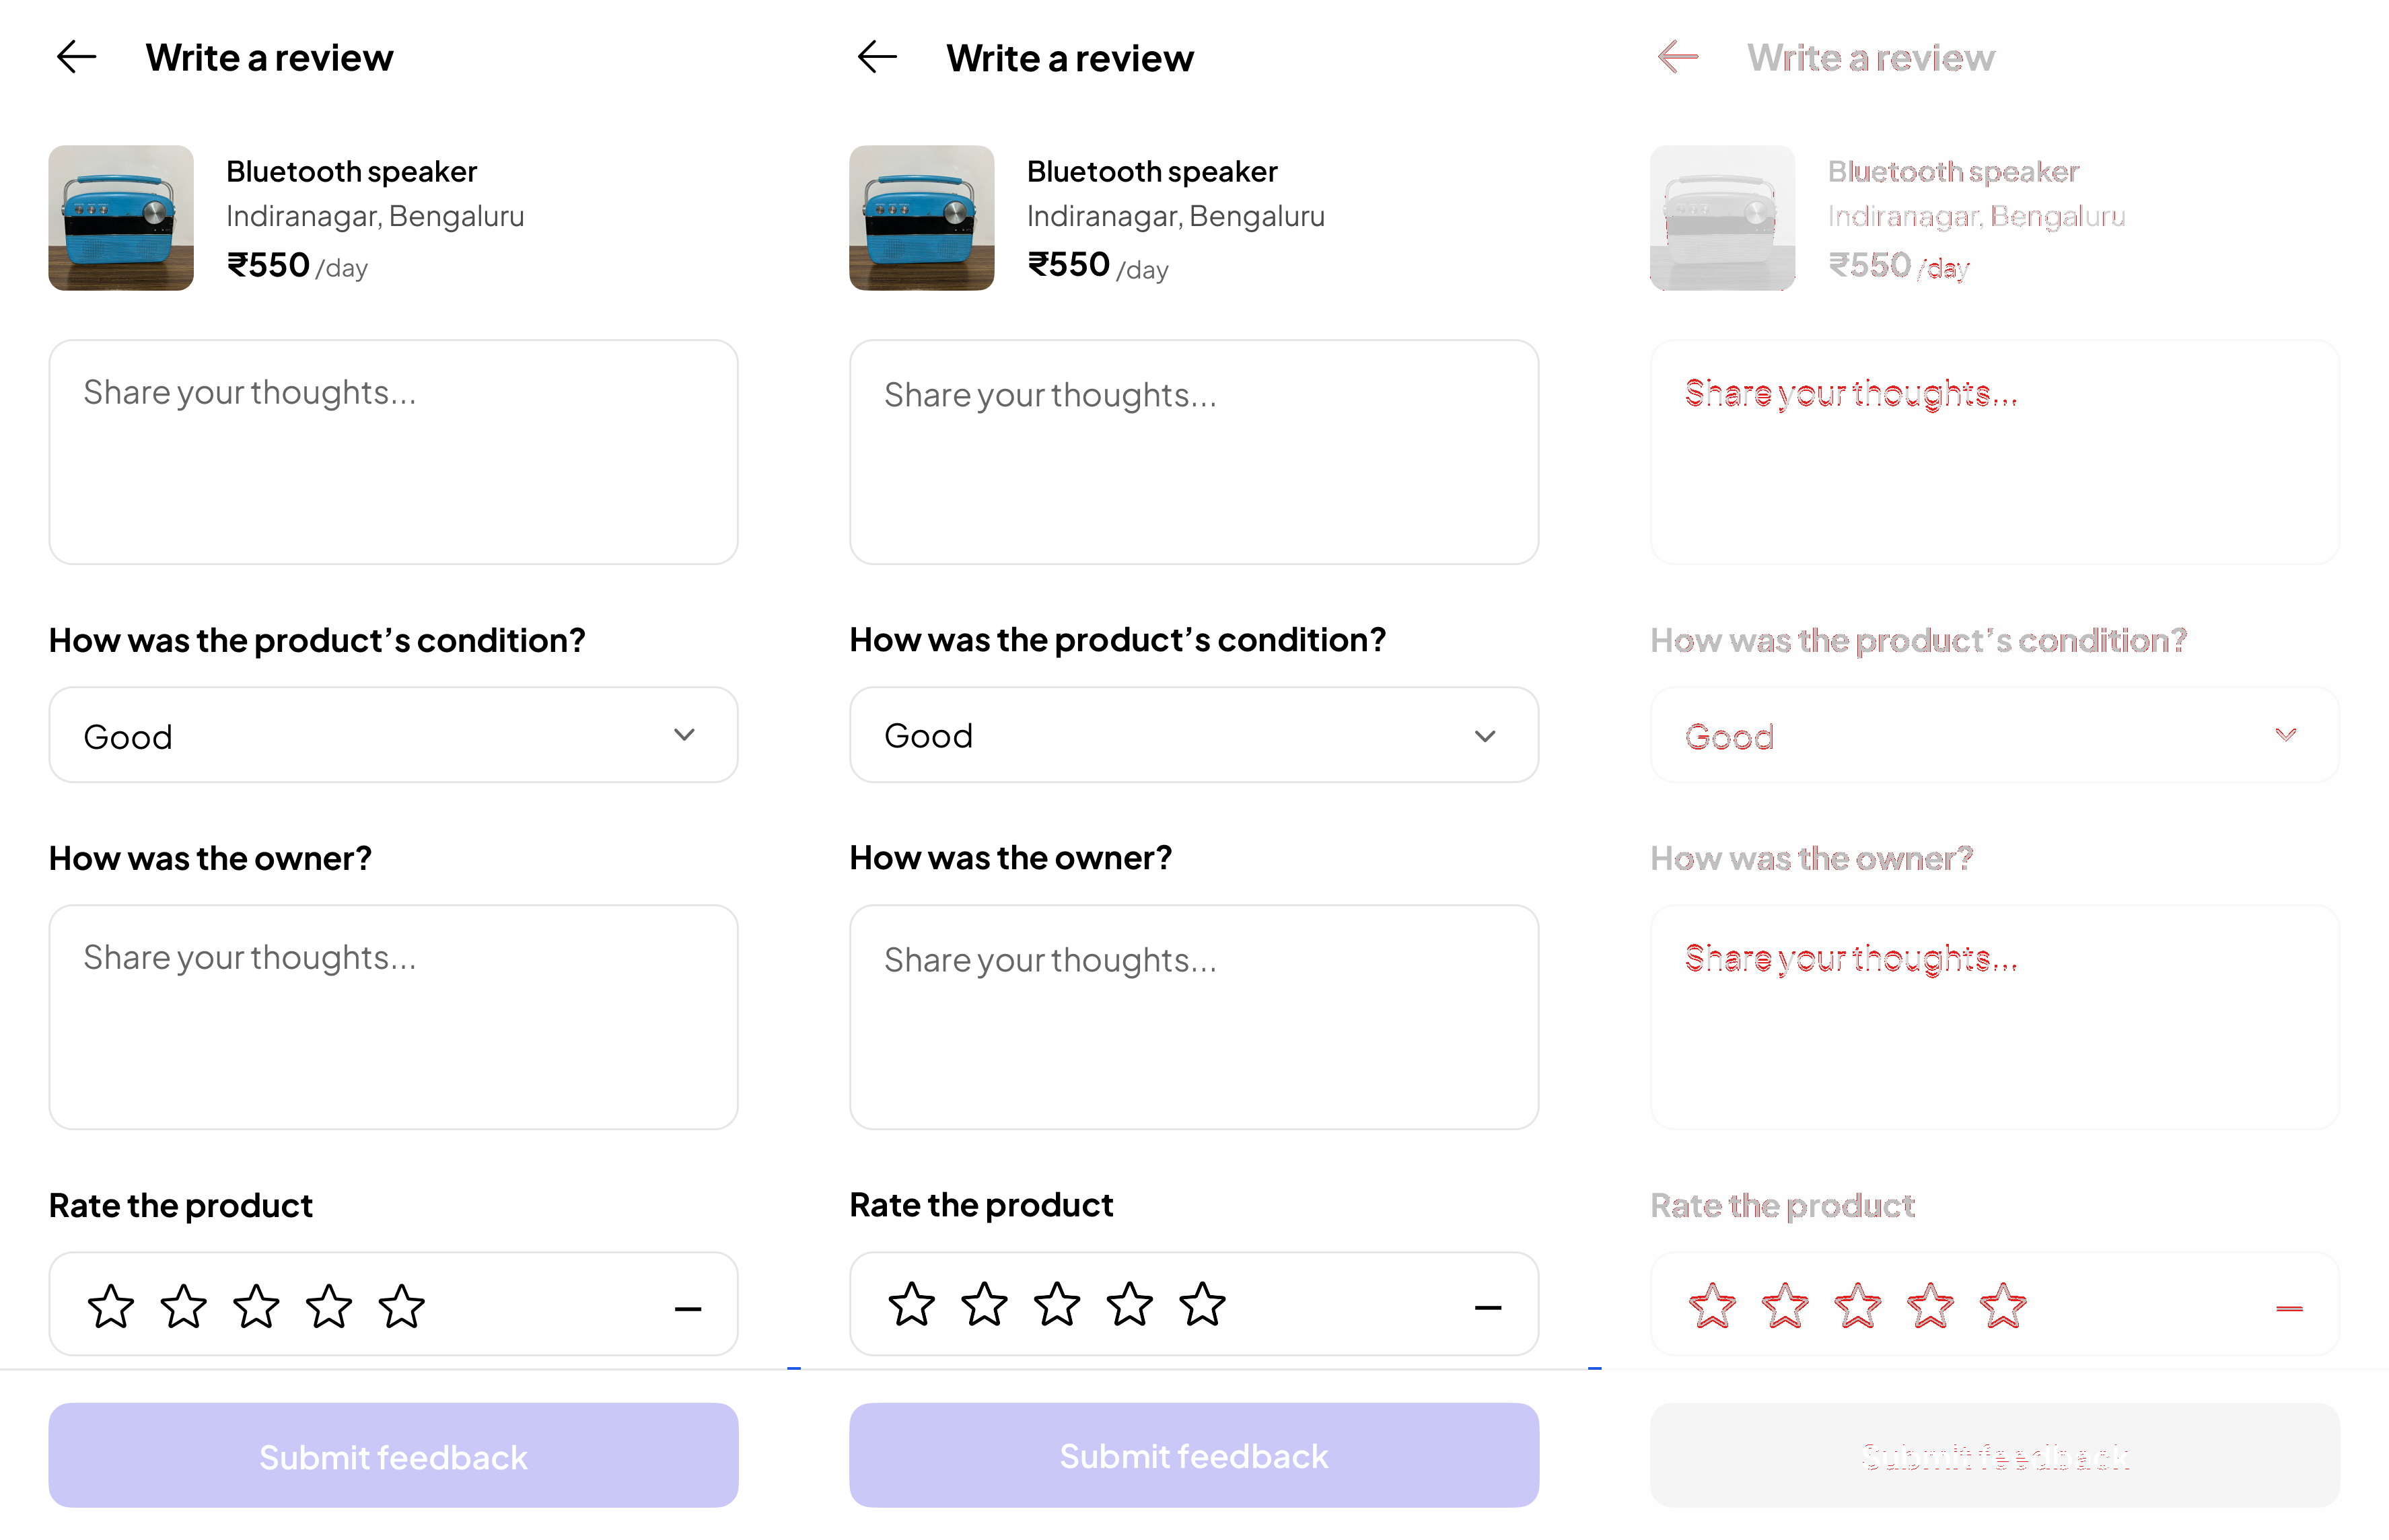 Write a review
Bluetooth speaker
Indiranagar, Bengaluru
₹550 /day
Share your thoughts...
How was the product’s condition?
Good
How was the owner?
Share your thoughts...
Rate the product
Submit feedback
Write a review
Bluetooth speaker
Indiranagar, Bengaluru
₹550 /day
Share your thoughts...
How was the product’s condition?
Good
How was the owner?
Share your thoughts...
Rate the product
Submit feedback
Write a review
Bluetooth speaker
Indiranagar, Bengaluru
₹550 /day
Share your thoughts...
How was the product’s condition?
Good
How was the owner?
Share your thoughts...
Rate the product
Submit feedback